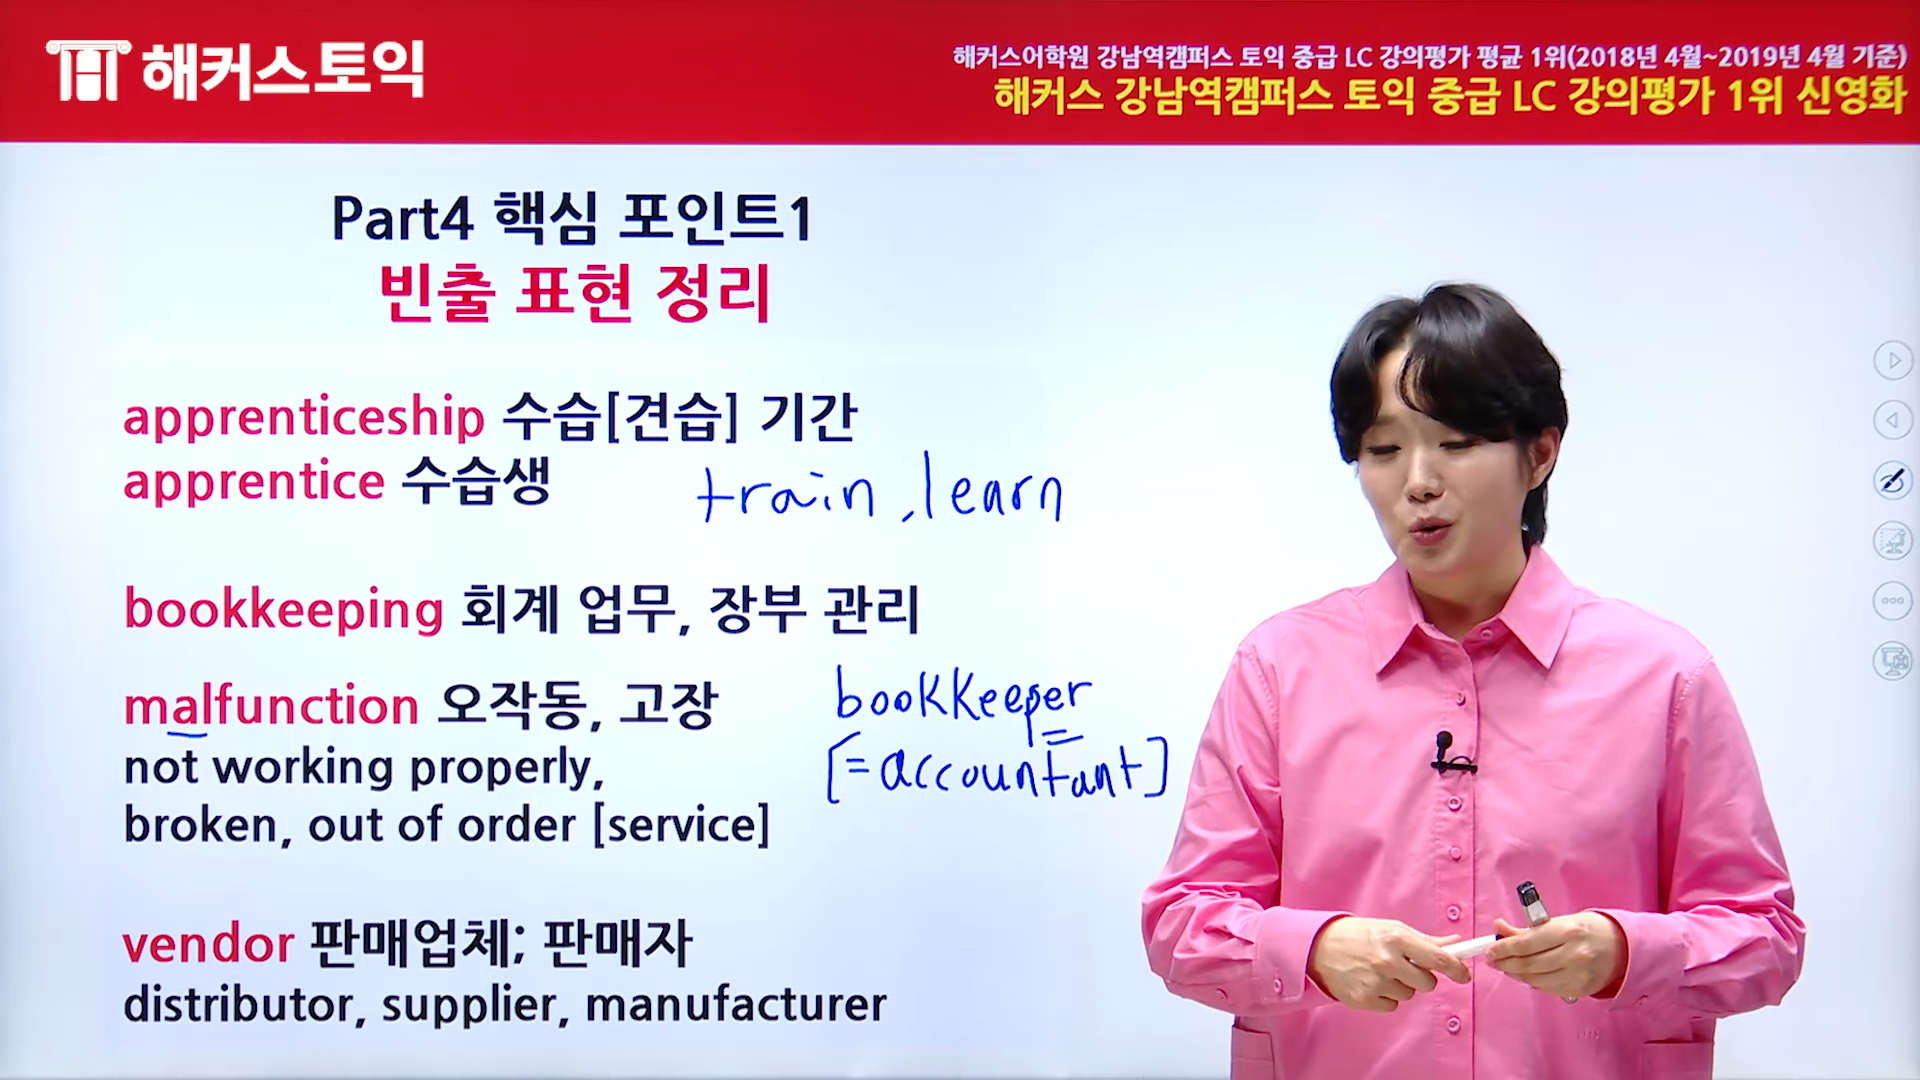 해커스토익
해커스어학원 강남역캠퍼스 토익 중급 LC 강의평가 평균 1위(2018년 4월~2019년 4월 기준)
해커스 강남역캠퍼스 토익 중급 LC 강의평가 1위 신영화
Part4 핵심 포인트1
빈출 표현 정리
apprenticeship 수습[견습] 기간
apprentice 수습생
train, learn
bookkeeping 회계 업무, 장부 관리
malfunction 오작동, 고장
bookkeeper
[=accountant]
not working properly,
broken, out of order [service]
vendor 판매업체; 판매자
distributor, supplier, manufacturer